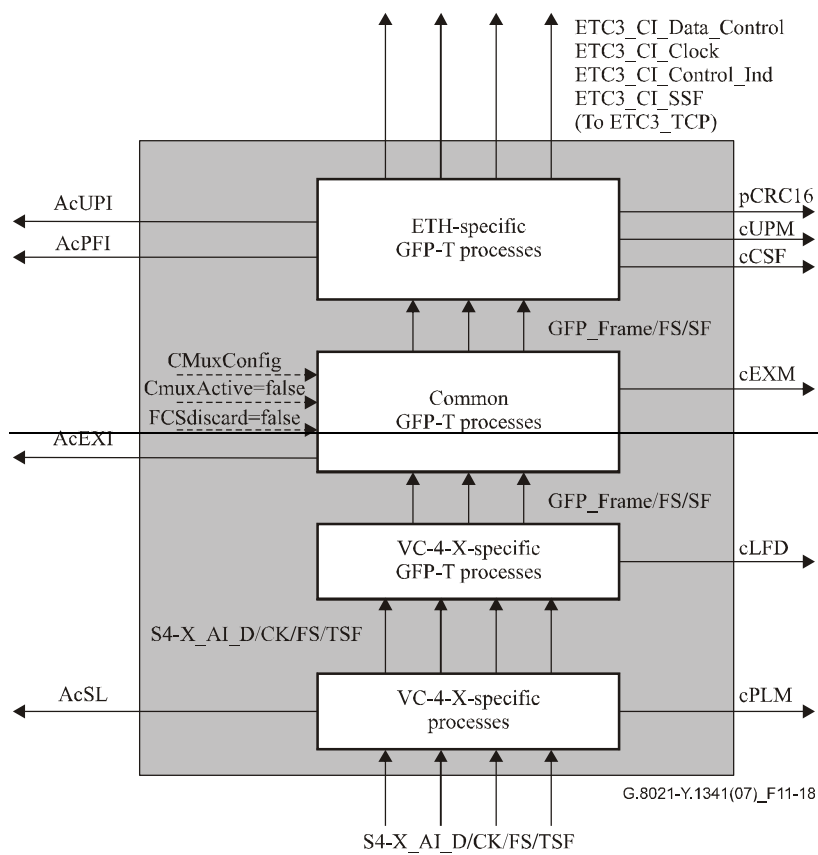 ETC3_CI_Data_Control
ETC3_CI_Clock
ETC3_CI_Control_Ind
ETC3_CI_SSF
(To ETC3_TCP)
AcUPI
AcPFI
ETH-specific
GFP-T processes
pCRC16
cUPM
cCSF
GFP_Frame/FS/SF
CMuxConfig
CmuxActive=false
FCSdiscard=false
AcEXI
Common
GFP-T processes
cEXM
GFP_Frame/FS/SF
VC-4-X-specific
GFP-T processes
cLFD
S4-X_AI_D/CK/FS/TSF
AcSL
VC-4-X-specific
processes
cPLM
G.8021-Y.1341(07)_F11-18
S4-X_AI_D/CK/FS/TSF